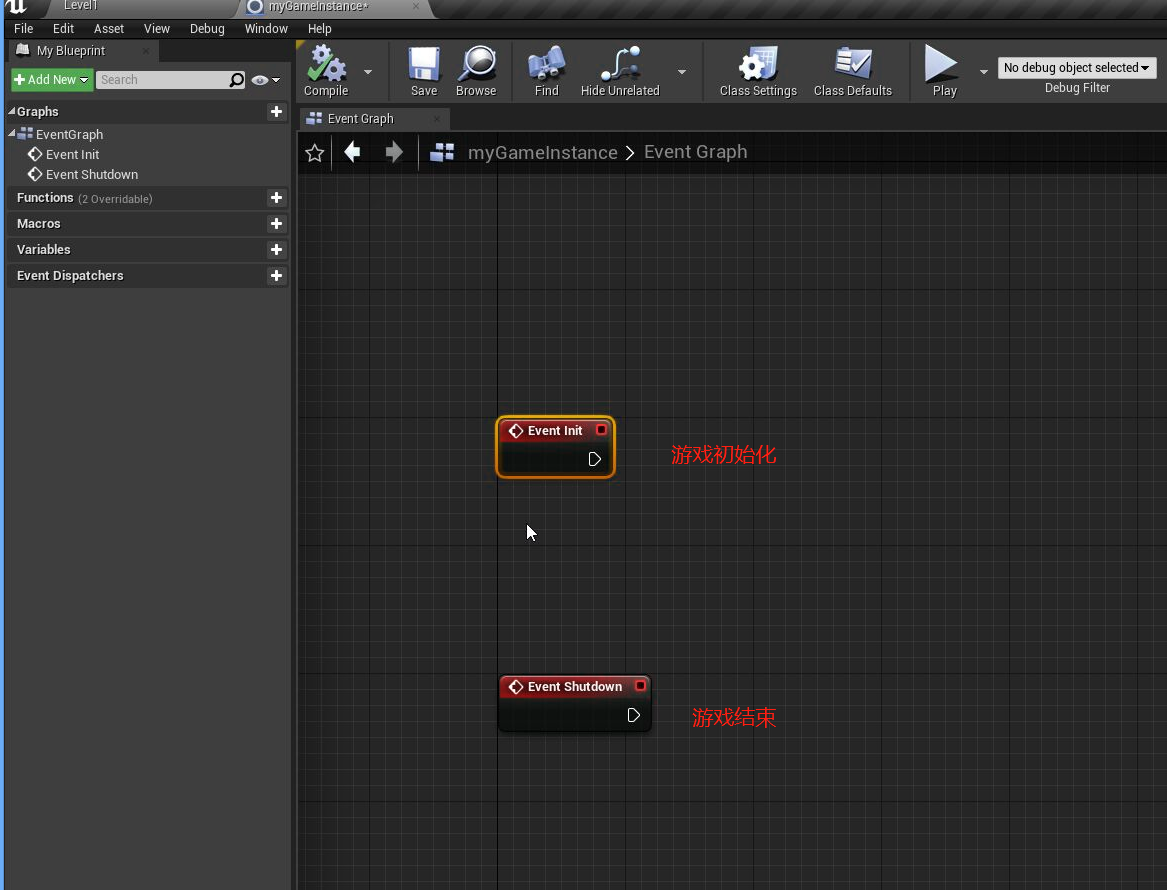 Level1
myGameInstance*
File Edit Asset View Debug Window Help
My Blueprint
Add New
Search
Compile
Save
Browse
Find
Hide Unrelated
Class Settings
Class Defaults
Play
No debug object selected
Debug Filter
Graphs
EventGraph
Event Init
Event Shutdown
Functions (2 Overridable)
Macros
Variables
Event Dispatchers
Event Graph
myGameInstance > Event Graph
Event Init
游戏初始化
Event Shutdown
游戏结束